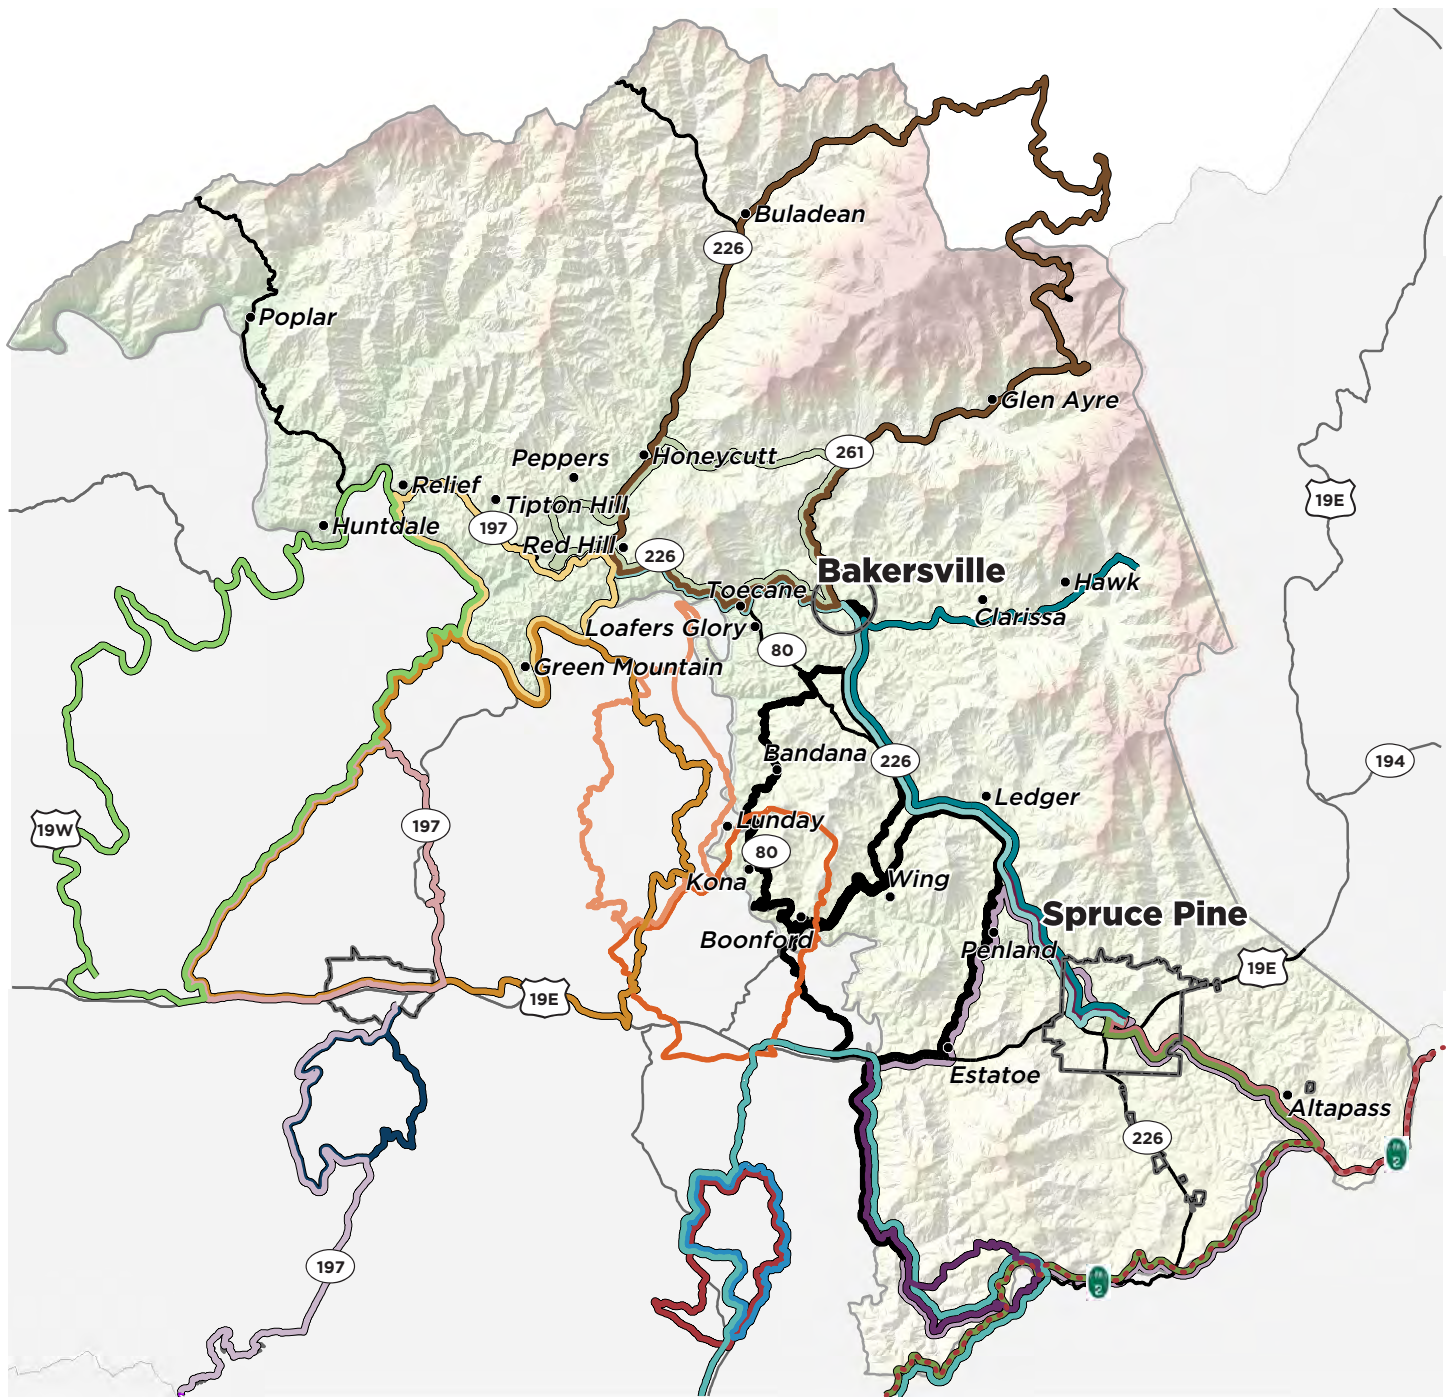 Buladean
226
Poplar
Glen Ayre
261
Honeycutt
Peppers
Relief
Tipton Hill
19E
197
Huntdale
Red Hill
226
Bakersville
Hawk
Toecane
Clarissa
Loafers Glory
80
Green Mountain
Bandana
226
194
Ledger
Lunday
19W
197
80
Kona
Wing
Spruce Pine
Boonford
Penland
19E
19E
Estatoe
Altapass
226
2
197
2